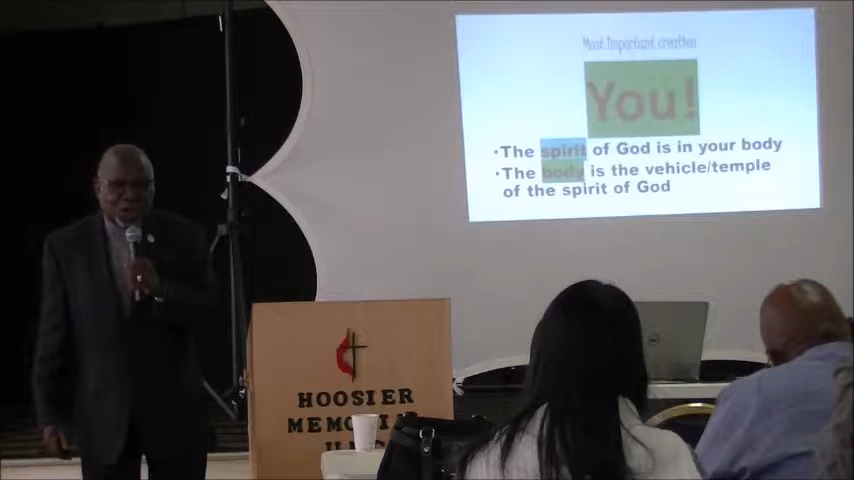 Most Important creation
You!
•The spirit of God is in your body
•The body is the vehicle/temple
of the spirit of God
HOOSIER
MEMORIAL